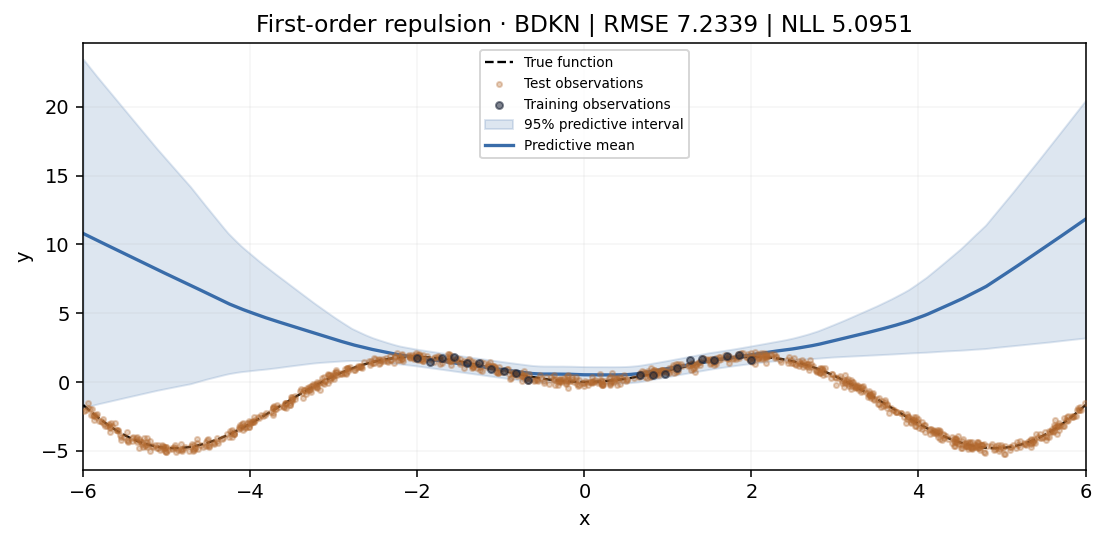 First-order repulsion · BDKN | RMSE 7.2339 | NLL 5.0951
True function
Test observations
Training observations
95% predictive interval
Predictive mean
20
15
10
5
0
−5
y
−6
−4
−2
0
2
4
6
x